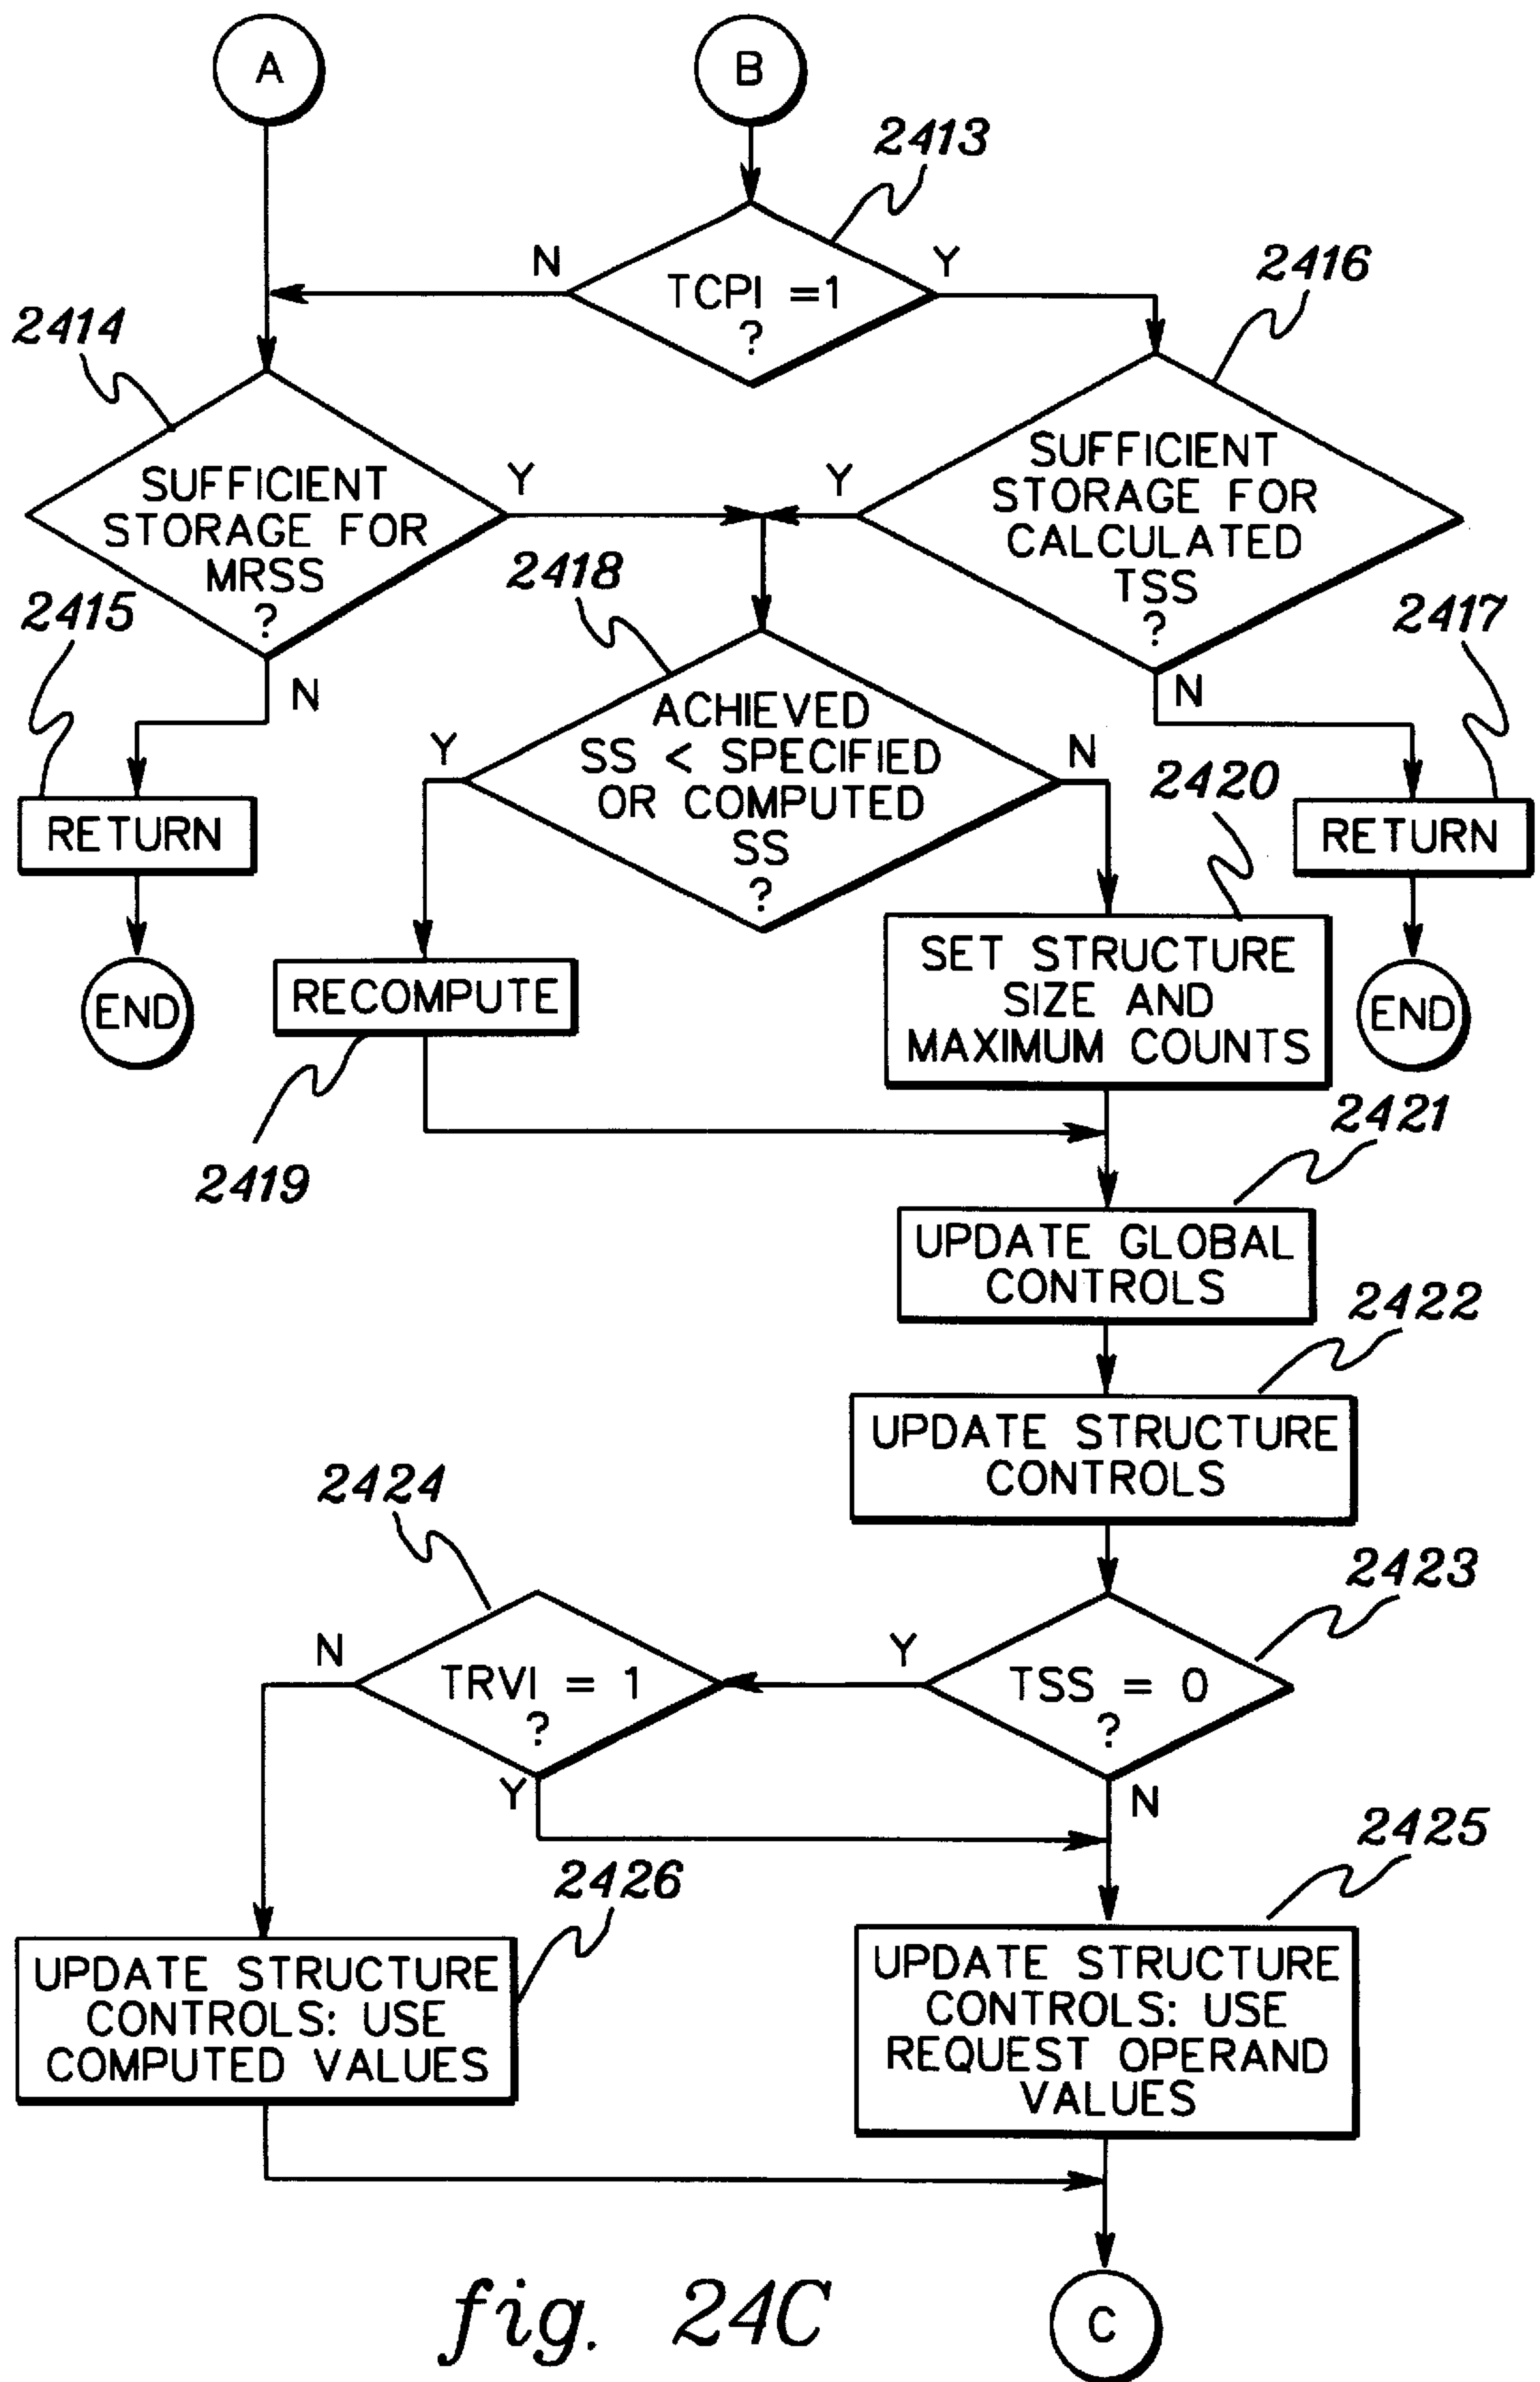 A
B
2413
N
TCPI =1
?
Y
2416
2414
SUFFICIENT
STORAGE FOR
MRSS
?
Y
Y
SUFFICIENT
STORAGE FOR
CALCULATED
TSS
?
2418
2415
2417
N
N
ACHIEVED
SS < SPECIFIED
OR COMPUTED
SS
?
Y
N
2420
RETURN
RETURN
END
RECOMPUTE
SET STRUCTURE
SIZE AND
MAXIMUM COUNTS
END
2419
2421
UPDATE GLOBAL
CONTROLS
2422
UPDATE STRUCTURE
CONTROLS
2424
2423
N
TRVI = 1
?
Y
Y
TSS = 0
?
N
2425
2426
UPDATE STRUCTURE
CONTROLS: USE
COMPUTED VALUES
UPDATE STRUCTURE
CONTROLS: USE
REQUEST OPERAND
VALUES
C
fig. 24C